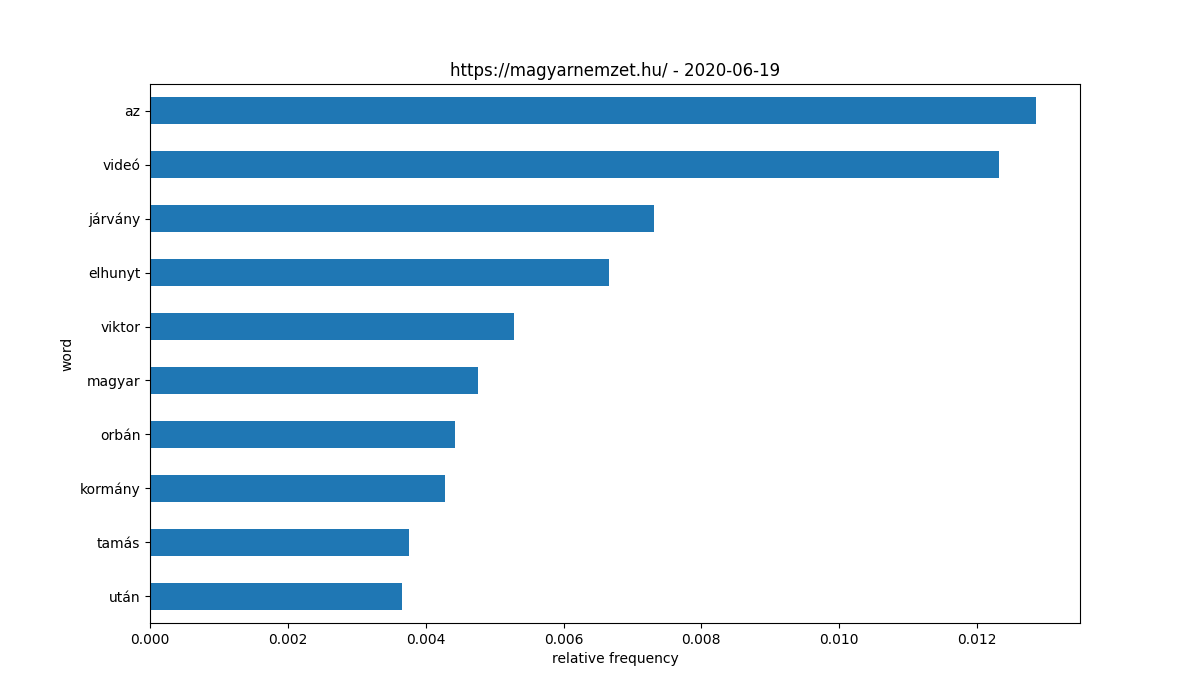 https://magyarnemzet.hu/ - 2020-06-19
az
videó
járvány
elhunyt
viktor
magyar
orbán
kormány
tamás
után
word
0.000 0.002 0.004 0.006 0.008 0.010 0.012
relative frequency